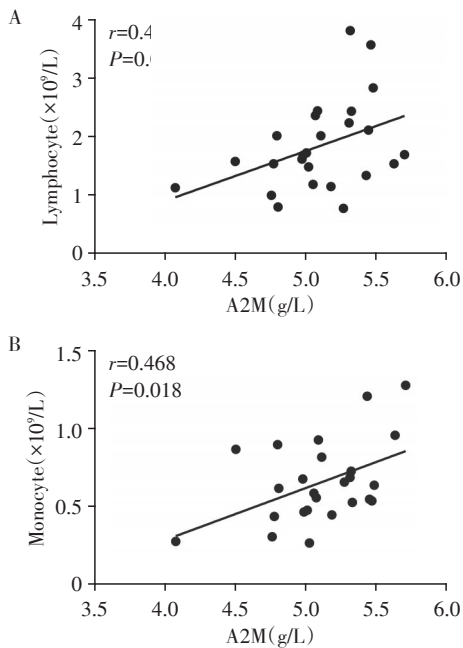 A
r=0.4
P=0.
Lymphocyte(×10⁹/L)
4
3
2
1
0
3.5 4.0 4.5 5.0 5.5 6.0
A2M(g/L)
B
r=0.468
P=0.018
Monocyte(×10⁹/L)
1.5
1.0
0.5
0
3.5 4.0 4.5 5.0 5.5 6.0
A2M(g/L)